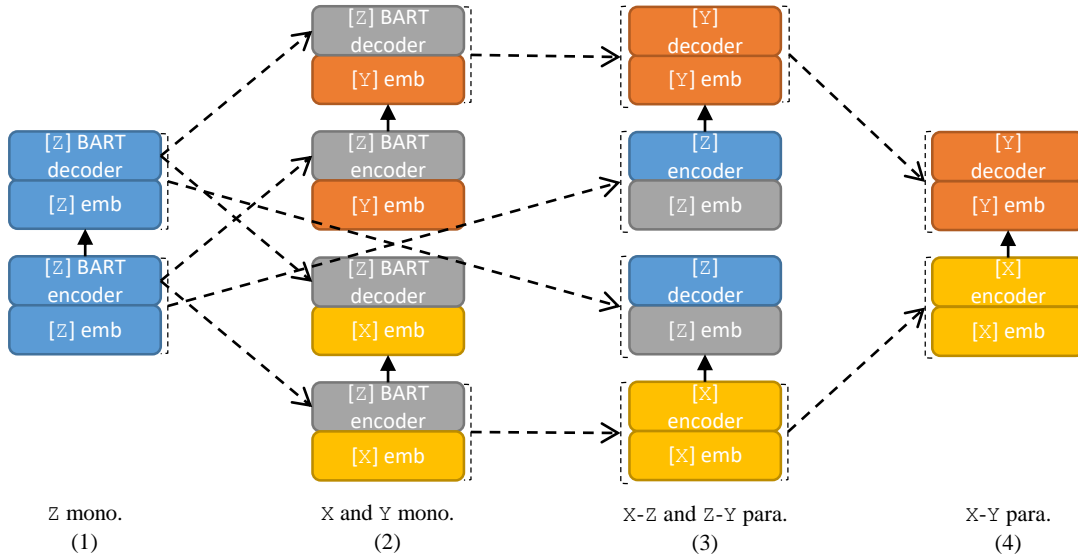 [Z] BART
decoder
[Z] emb
[Z] BART
encoder
[Z] emb
Z mono.
(1)
[Z] BART
decoder
[Y] emb
[Z] BART
encoder
[Y] emb
[Z] BART
decoder
[X] emb
[Z] BART
encoder
[X] emb
X and Y mono.
(2)
[Y]
decoder
[Y] emb
[Z]
encoder
[Z] emb
[Z]
decoder
[Z] emb
[X]
encoder
[X] emb
X-Z and Z-Y para.
(3)
[Y]
decoder
[Y] emb
[X]
encoder
[X] emb
X-Y para.
(4)